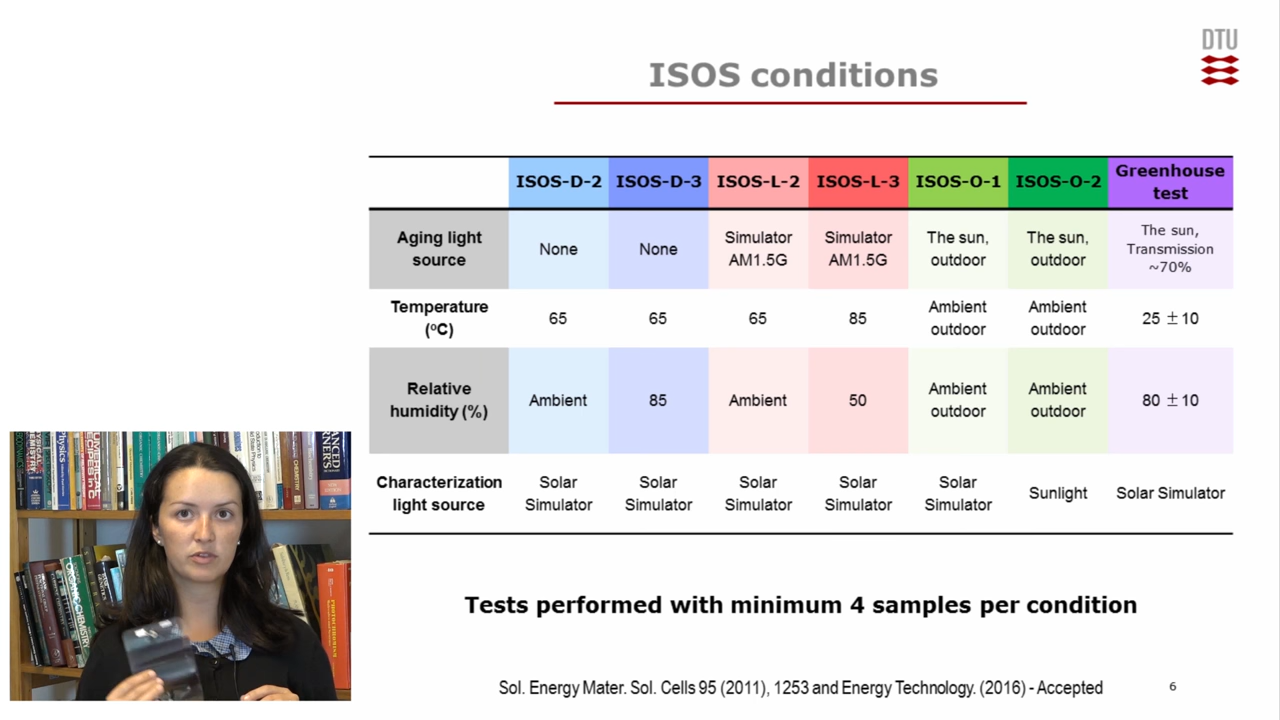 DTU
ISOS conditions
ISOS-D-2 ISOS-D-3 ISOS-L-2 ISOS-L-3 ISOS-O-1 ISOS-O-2 Greenhouse test
Aging light source None None Simulator AM1.5G Simulator AM1.5G The sun, outdoor The sun, outdoor The sun, Transmission ~70%
Temperature (°C) 65 65 65 85 Ambient outdoor Ambient outdoor 25 ±10
Relative humidity (%) Ambient 85 Ambient 50 Ambient outdoor Ambient outdoor 80 ±10
Characterization light source Solar Simulator Solar Simulator Solar Simulator Solar Simulator Solar Simulator Sunlight Solar Simulator
Tests performed with minimum 4 samples per condition
Sol. Energy Mater. Sol. Cells 95 (2011), 1253 and Energy Technology. (2016) - Accepted
6
Physics
ORGANIC CHEMISTRY